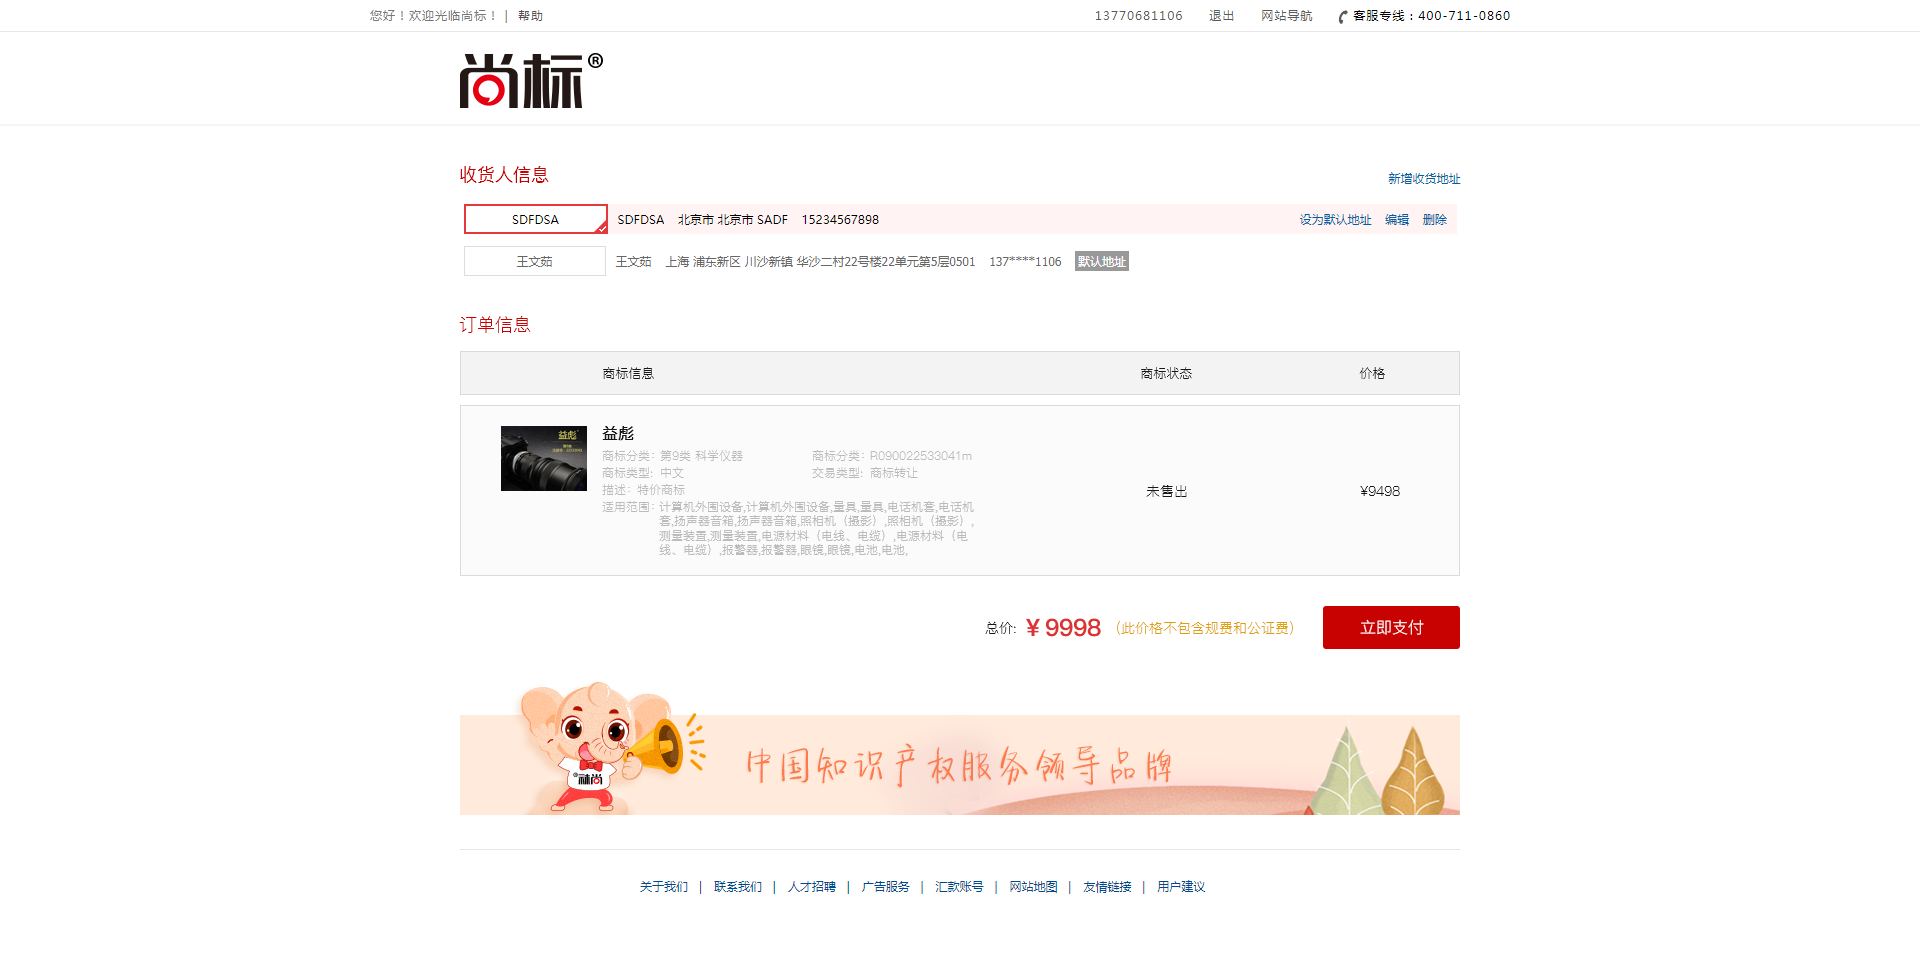 您好！欢迎光临尚标！ | 帮助
13770681106 退出 网站导航 客服专线：400-711-0860
尚标®
收货人信息
新增收货地址
SDFDSA SDFDSA 北京市 北京市 SADF 15234567898 设为默认地址 编辑 删除
王文茹 王文茹 上海 浦东新区 川沙新镇 华沙二村22号楼22单元第5层0501 137****1106 默认地址
订单信息
商标信息 商标状态 价格
益彪
益彪
商标分类：第9类 科学仪器 商标分类：R090022533041m
商标类型：中文 交易类型：商标转让
描述：特价商标
适用范围：计算机外围设备,计算机外围设备,量具,量具,电话机套,电话机
套,扬声器音箱,扬声器音箱,照相机（摄影）,照相机（摄影）,
测量装置,测量装置,电源材料（电线、电缆）,电源材料（电
线、电缆）,报警器,报警器,眼镜,眼镜,电池,电池,
未售出
¥9498
总价: ¥ 9998 （此价格不包含规费和公证费）
立即支付
中国知识产权服务领导品牌
关于我们 | 联系我们 | 人才招聘 | 广告服务 | 汇款账号 | 网站地图 | 友情链接 | 用户建议